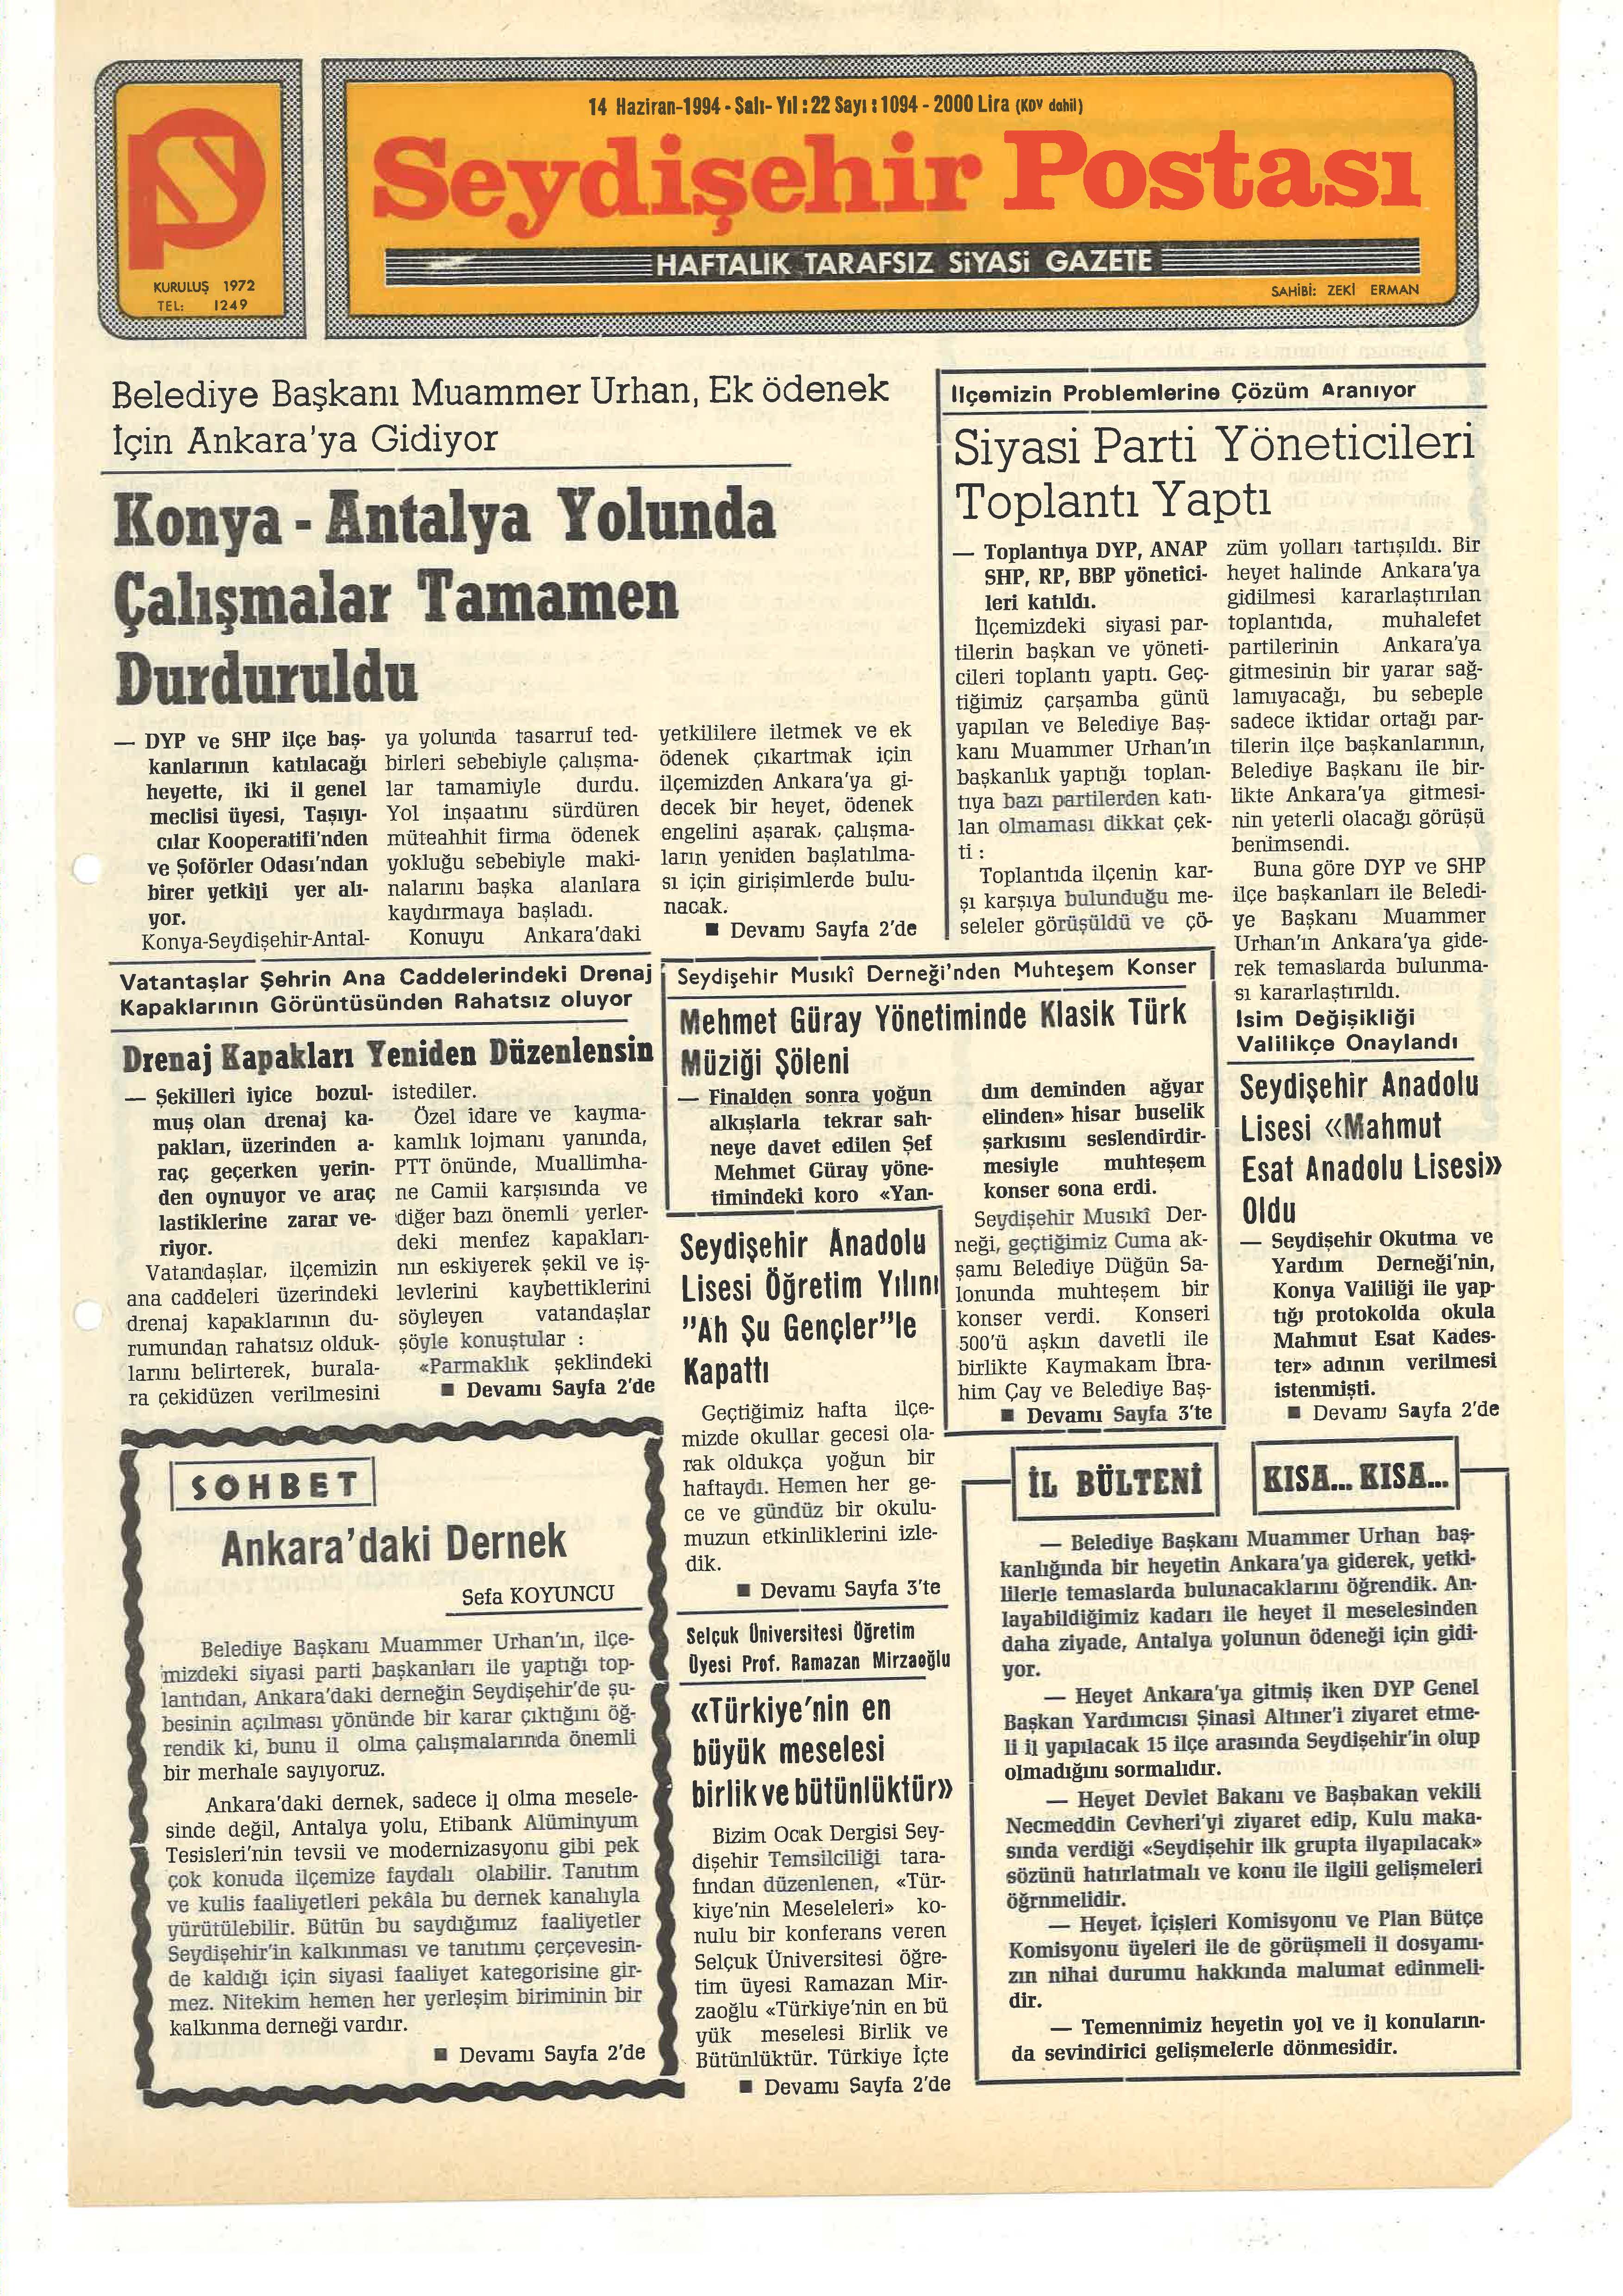 14 Haziran-1994 - Salı- Yıl : 22 Sayı : 1094 - 2000 Lira (KDV dahil)
Seydişehir Postası
HAFTALIK TARAFSIZ SİYASİ GAZETE
SAHİBİ: ZEKİ ERMAN
KURULUŞ 1972
TEL: 1249
Belediye Başkanı Muammer Urhan, Ek ödenek
İçin Ankara'ya Gidiyor
Konya - Antalya Yolunda
Çalışmalar Tamamen
Durduruldu
— DYP ve SHP ilçe baş-
kanlarının katılacağı
heyette, iki il genel
meclisi üyesi, Taşıyı-
cılar Kooperatifi'nden
ve Şoförler Odası'ndan
birer yetkili yer alı-
yor.
Konya-Seydişehir-Antal-
ya yolunda tasarruf ted-
birleri sebebiyle çalışma-
lar tamamiyle durdu.
Yol inşaatını sürdüren
müteahhit firma ödenek
yokluğu sebebiyle maki-
nalarını başka alanlara
kaydırmaya başladı.
Konuyu Ankara'daki
yetkililere iletmek ve ek
ödenek çıkartmak için
ilçemizden Ankara'ya gi-
decek bir heyet, ödenek
engelini aşarak, çalışma-
ların yeniden başlatılma-
sı için girişimlerde bulu-
nacak.
■ Devamı Sayfa 2'de
İlçemizin Problemlerine Çözüm Aranıyor
Siyasi Parti Yöneticileri
Toplantı Yaptı
— Toplantıya DYP, ANAP
SHP, RP, BBP yönetici-
leri katıldı.
İlçemizdeki siyasi par-
tilerin başkan ve yöneti-
cileri toplantı yaptı. Geç-
tiğimiz çarşamba günü
yapılan ve Belediye Baş-
kanı Muammer Urhan'ın
başkanlık yaptığı toplan-
tıya bazı partilerden katı-
lan olmaması dikkat çek-
ti :
Toplantıda ilçenin kar-
şı karşıya bulunduğu me-
seleler görüşüldü ve çö-
züm yolları tartışıldı. Bir
heyet halinde Ankara'ya
gidilmesi kararlaştırılan
toplantıda, muhalefet
partilerinin Ankara'ya
gitmesinin bir yarar sağ-
lamıyacağı, bu sebeple
sadece iktidar ortağı par-
tilerin ilçe başkanlarının,
Belediye Başkanı ile bir-
likte Ankara'ya gitmesi-
nin yeterli olacağı görüşü
benimsendi.
Buna göre DYP ve SHP
ilçe başkanları ile Beledi-
ye Başkanı Muammer
Urhan'ın Ankara'ya gide-
rek temaslarda bulunma-
sı kararlaştırıldı.
Vatantaşlar Şehrin Ana Caddelerindeki Drenaj
Kapaklarının Görüntüsünden Rahatsız oluyor
Drenaj Kapakları Yeniden Düzenlensin
— Şekilleri iyice bozul-
muş olan drenaj ka-
pakları, üzerinden a-
raç geçerken yerin-
den oynuyor ve araç
lastiklerine zarar ve-
riyor.
Vatandaşlar, ilçemizin
ana caddeleri üzerindeki
drenaj kapaklarının du-
rumundan rahatsız olduk-
larını belirterek, burala-
ra çekidüzen verilmesini
istediler.
Özel idare ve kayma-
kamlık lojmanı yanında,
PTT önünde, Muallimha-
ne Camii karşısında ve
diğer bazı önemli yerler-
deki menfez kapakları-
nın eskiyerek şekil ve iş-
levlerini kaybettiklerini
söyleyen vatandaşlar
şöyle konuştular :
«Parmaklık şeklindeki
■ Devamı Sayfa 2'de
Seydişehir Musıkî Derneği'nden Muhteşem Konser
Mehmet Güray Yönetiminde Klasik Türk
Müziği Şöleni
— Finalden sonra yoğun
alkışlarla tekrar sah-
neye davet edilen Şef
Mehmet Güray yöne-
timindeki koro «Yan-
dım deminden ağyar
elinden» hisar buselik
şarkısını seslendirdir-
mesiyle muhteşem
konser sona erdi.
Seydişehir Musıkî Der-
neği, geçtiğimiz Cuma ak-
şamı Belediye Düğün Sa-
lonunda muhteşem bir
konser verdi. Konseri
500'ü aşkın davetli ile
birlikte Kaymakam İbra-
him Çay ve Belediye Baş-
■ Devamı Sayfa 3'te
Isim Değişikliği
Valilikçe Onaylandı
Seydişehir Anadolu
Lisesi «Mahmut
Esat Anadolu Lisesi»
Oldu
— Seydişehir Okutma ve
Yardım Derneği'nin,
Konya Valiliği ile yap-
tığı protokolda okula
Mahmut Esat Kades-
ter» adının verilmesi
istenmişti.
■ Devamı Sayfa 2'de
Seydişehir Anadolu
Lisesi Öğretim Yılını
"Ah Şu Gençler"le
Kapattı
Geçtiğimiz hafta ilçe-
mizde okullar gecesi ola-
rak oldukça yoğun bir
haftaydı. Hemen her ge-
ce ve gündüz bir okulu-
muzun etkinliklerini izle-
dik.
■ Devamı Sayfa 3'te
SOHBET
Ankara'daki Dernek
Sefa KOYUNCU
Belediye Başkanı Muammer Urhan'ın, ilçe-
mizdeki siyasi parti başkanları ile yaptığı top-
lantıdan, Ankara'daki derneğin Seydişehir'de şu-
besinin açılması yönünde bir karar çıktığını öğ-
rendik ki, bunu il olma çalışmalarında önemli
bir merhale sayıyoruz.
Ankara'daki dernek, sadece il olma mesele-
sinde değil, Antalya yolu, Etibank Alüminyum
Tesisleri'nin tevsii ve modernizasyonu gibi pek
çok konuda ilçemize faydalı olabilir. Tanıtım
ve kulis faaliyetleri pekâla bu dernek kanalıyla
yürütülebilir. Bütün bu saydığımız faaliyetler
Seydişehir'in kalkınması ve tanıtımı çerçevesin-
de kaldığı için siyasi faaliyet kategorisine gir-
mez. Nitekim hemen her yerleşim biriminin bir
kalkınma derneği vardır.
■ Devamı Sayfa 2'de
Selçuk Üniversitesi Öğretim
Üyesi Prof. Ramazan Mirzaoğlu
«Türkiye'nin en
büyük meselesi
birlik ve bütünlüktür»
Bizim Ocak Dergisi Sey-
dişehir Temsilciliği tara-
fından düzenlenen, «Tür-
kiye'nin Meseleleri» ko-
nulu bir konferans veren
Selçuk Üniversitesi öğre-
tim üyesi Ramazan Mir-
zaoğlu «Türkiye'nin en bü
yük meselesi Birlik ve
Bütünlüktür. Türkiye İçte
■ Devamı Sayfa 2'de
İL BÜLTENİ
KISA... KISA...
— Belediye Başkanı Muammer Urhan baş-
kanlığında bir heyetin Ankara'ya giderek, yetki-
lilerle temaslarda bulunacaklarını öğrendik. An-
layabildiğimiz kadarı ile heyet il meselesinden
daha ziyade, Antalya yolunun ödeneği için gidi-
yor.
— Heyet Ankara'ya gitmiş iken DYP Genel
Başkan Yardımcısı Şinasi Altıner'i ziyaret etme-
li il yapılacak 15 ilçe arasında Seydişehir'in olup
olmadığını sormalıdır.
— Heyet Devlet Bakanı ve Başbakan vekili
Necmeddin Cevheri'yi ziyaret edip, Kulu maka-
sında verdiği «Seydişehir ilk grupta ilyapılacak»
sözünü hatırlatmalı ve konu ile ilgili gelişmeleri
öğrnmelidir.
— Heyet, İçişleri Komisyonu ve Plan Bütçe
Komisyonu üyeleri ile de görüşmeli il dosyamı-
zın nihai durumu hakkında malumat edinmeli-
dir.
— Temennimiz heyetin yol ve il konuların-
da sevindirici gelişmelerle dönmesidir.